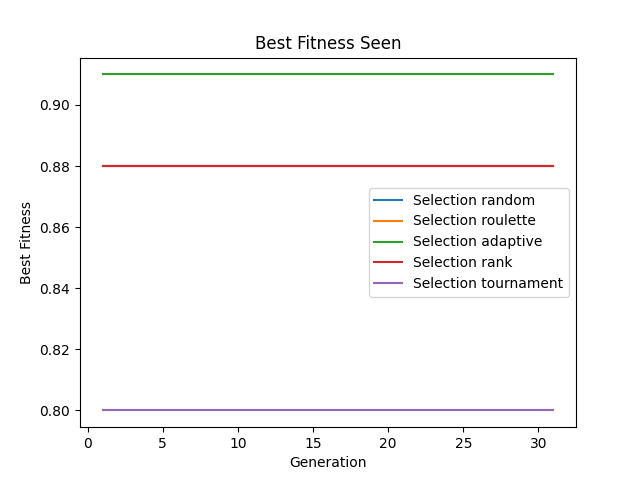 Best Fitness Seen
Best Fitness
0.90
0.88
0.86
0.84
0.82
0.80
Selection random
Selection roulette
Selection adaptive
Selection rank
Selection tournament
0 5 10 15 20 25 30
Generation